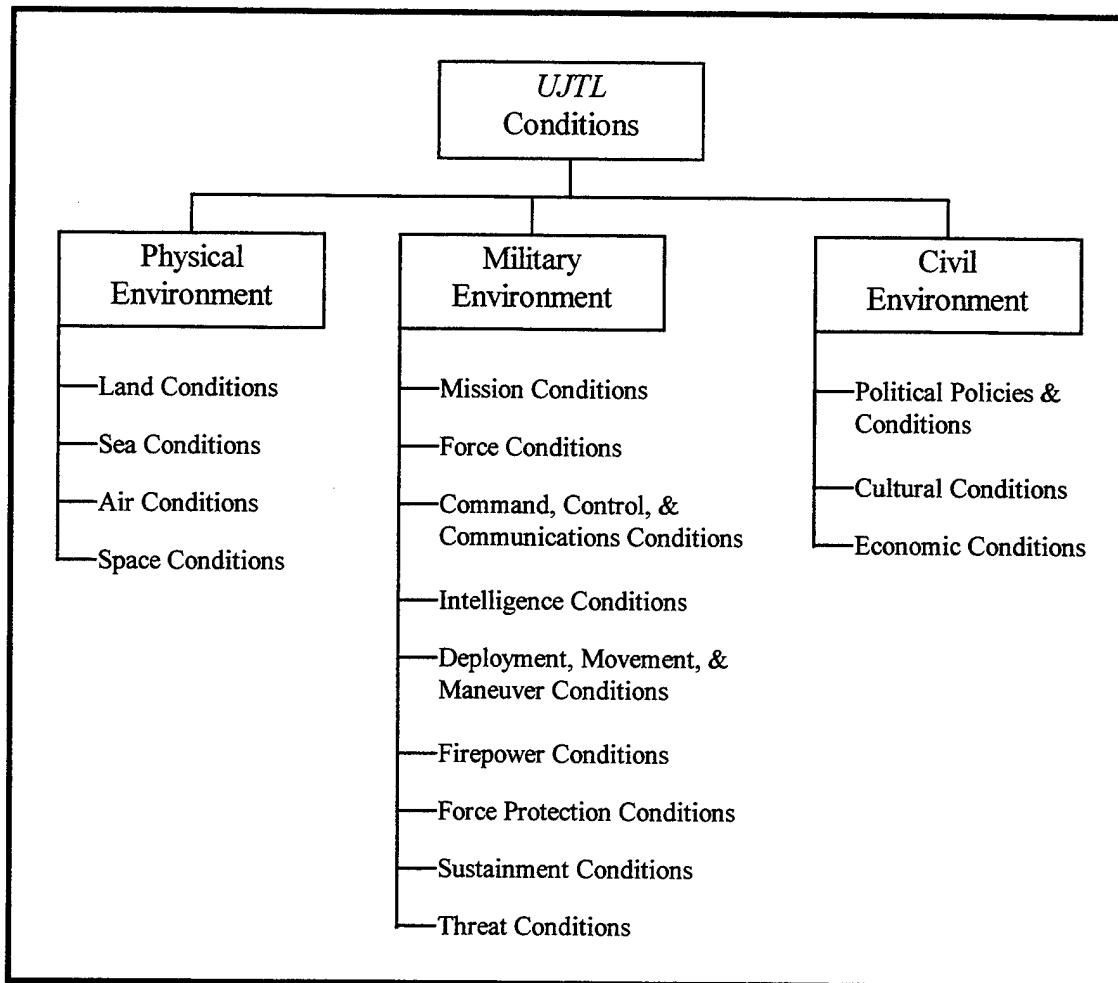 UJTL
Conditions
Physical
Environment
Land Conditions
Sea Conditions
Air Conditions
Space Conditions
Military
Environment
Mission Conditions
Force Conditions
Command, Control, &
Communications Conditions
Intelligence Conditions
Deployment, Movement, &
Maneuver Conditions
Firepower Conditions
Force Protection Conditions
Sustainment Conditions
Threat Conditions
Civil
Environment
Political Policies &
Conditions
Cultural Conditions
Economic Conditions